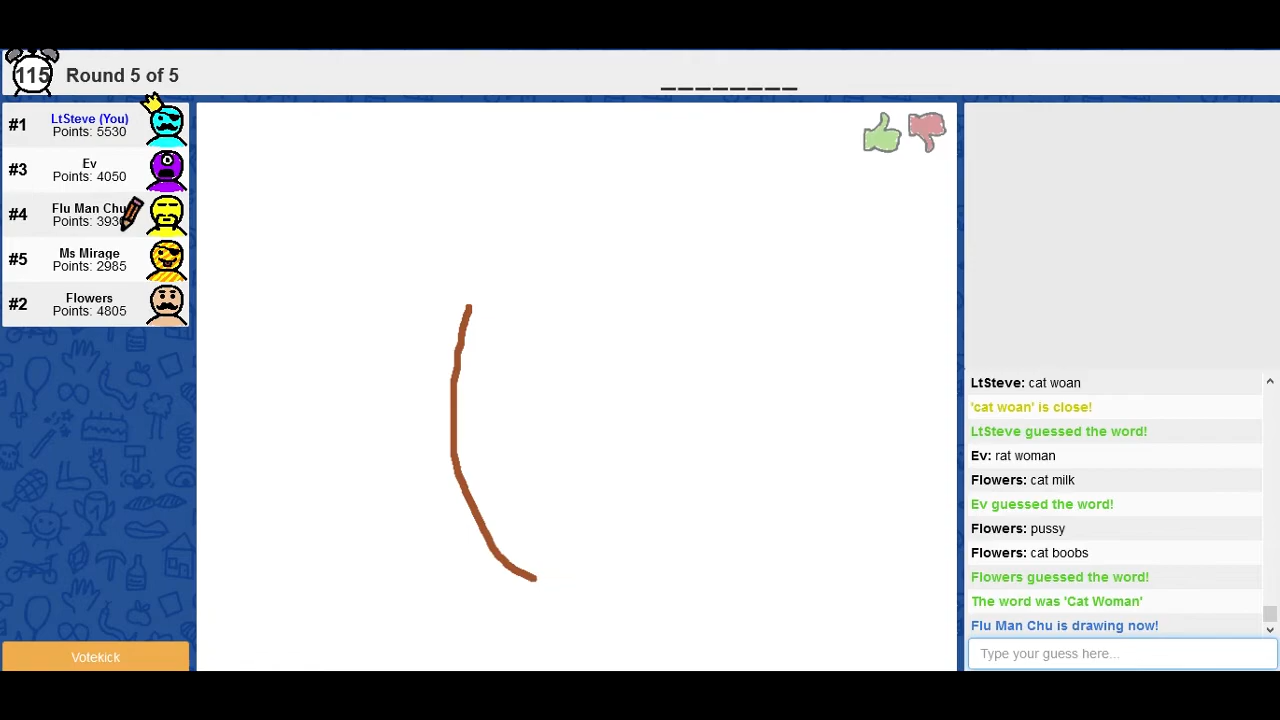 115 Round 5 of 5
________
#1 LtSteve (You)
Points: 5530
#3 Ev
Points: 4050
#4 Flu Man Chu
Points: 393
#5 Ms Mirage
Points: 2985
#2 Flowers
Points: 4805
Votekick
LtSteve: cat woan
'cat woan' is close!
LtSteve guessed the word!
Ev: rat woman
Flowers: cat milk
Ev guessed the word!
Flowers: pussy
Flowers: cat boobs
Flowers guessed the word!
The word was 'Cat Woman'
Flu Man Chu is drawing now!
Type your guess here...